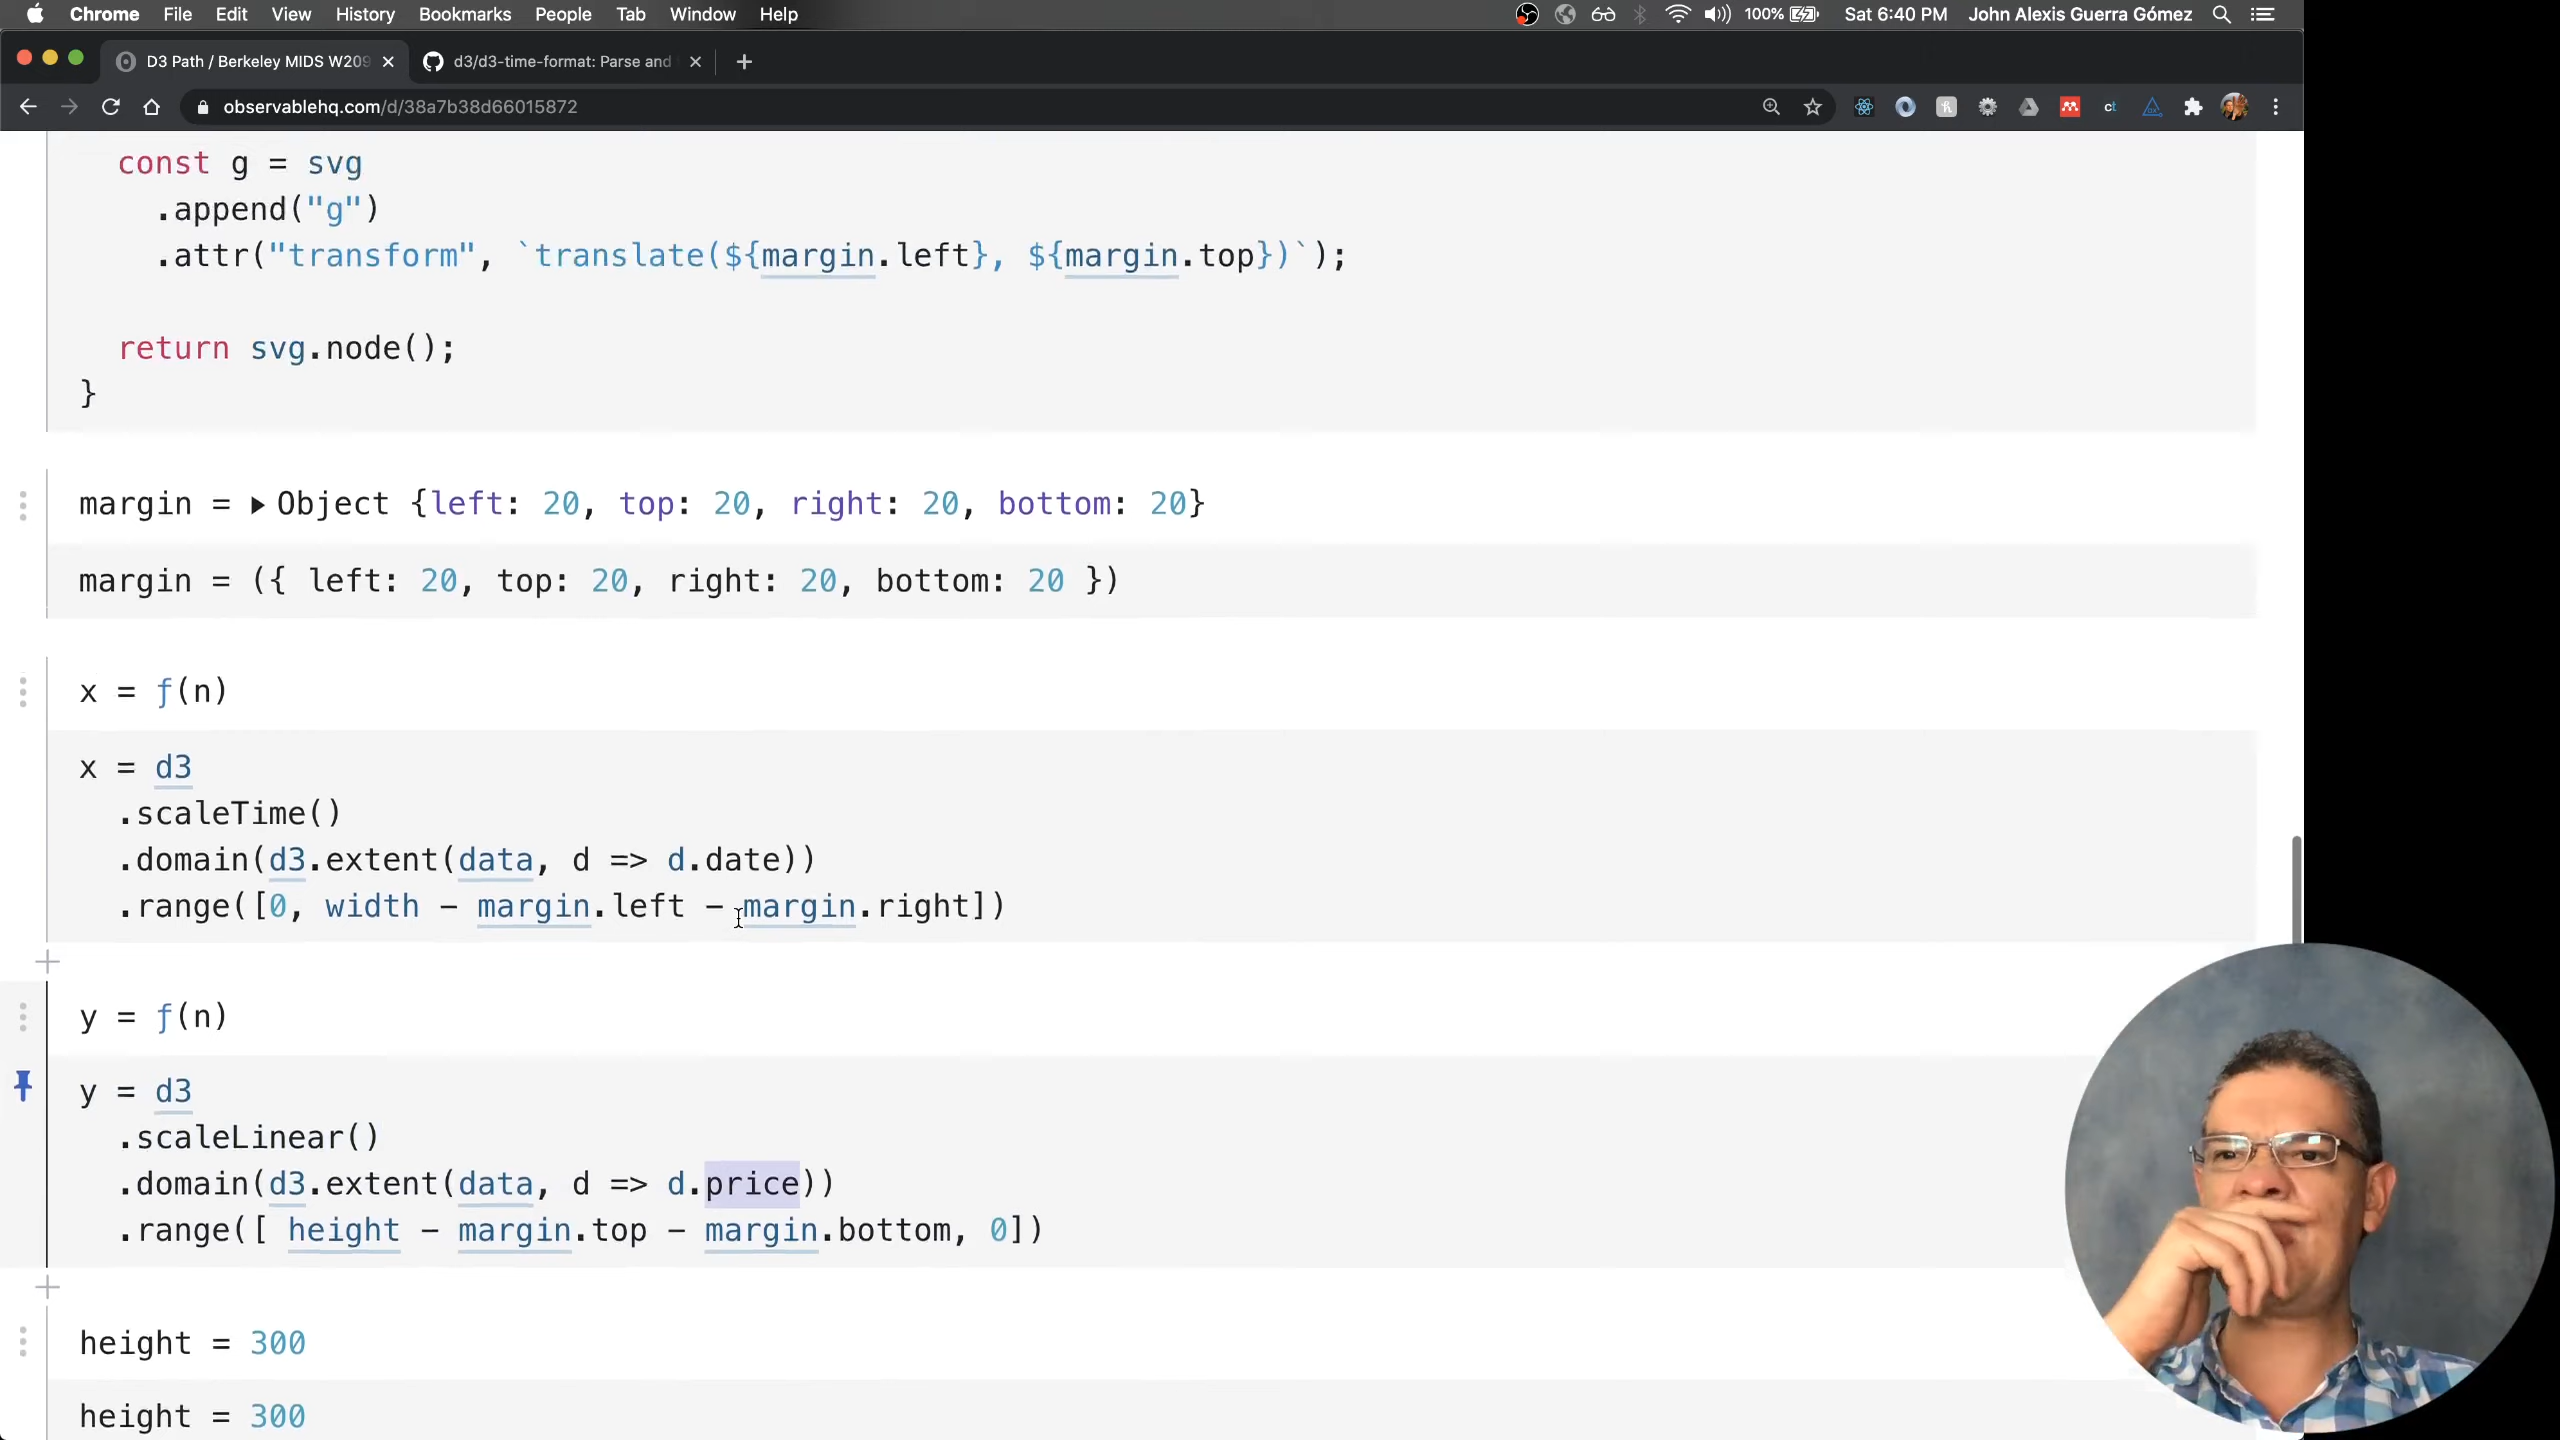 Chrome File Edit View History Bookmarks People Tab Window Help 100% Sat 6:40 PM John Alexis Guerra Gómez
D3 Path / Berkeley MIDS W209 d3/d3-time-format: Parse and
observablehq.com/d/38a7b38d66015872
const g = svg
.append("g")
.attr("transform", `translate(${margin.left}, ${margin.top})`);
return svg.node();
}
margin = ▸Object {left: 20, top: 20, right: 20, bottom: 20}
margin = ({ left: 20, top: 20, right: 20, bottom: 20 })
x = ƒ(n)
x = d3
.scaleTime()
.domain(d3.extent(data, d => d.date))
.range([0, width - margin.left - margin.right])
y = ƒ(n)
y = d3
.scaleLinear()
.domain(d3.extent(data, d => d.price))
.range([ height - margin.top - margin.bottom, 0])
height = 300
height = 300